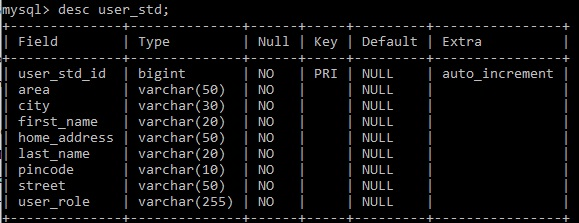 mysql> desc user_std;
+--------------+--------------+------+-----+---------+----------------+
| Field        | Type         | Null | Key | Default | Extra          |
+--------------+--------------+------+-----+---------+----------------+
| user_std_id  | bigint       | NO   | PRI | NULL    | auto_increment |
| area         | varchar(50)  | NO   |     | NULL    |                |
| city         | varchar(30)  | NO   |     | NULL    |                |
| first_name   | varchar(20)  | NO   |     | NULL    |                |
| home_address | varchar(50)  | NO   |     | NULL    |                |
| last_name    | varchar(20)  | NO   |     | NULL    |                |
| pincode      | varchar(10)  | NO   |     | NULL    |                |
| street       | varchar(50)  | NO   |     | NULL    |                |
| user_role    | varchar(255) | NO   |     | NULL    |                |
+--------------+--------------+------+-----+---------+----------------+